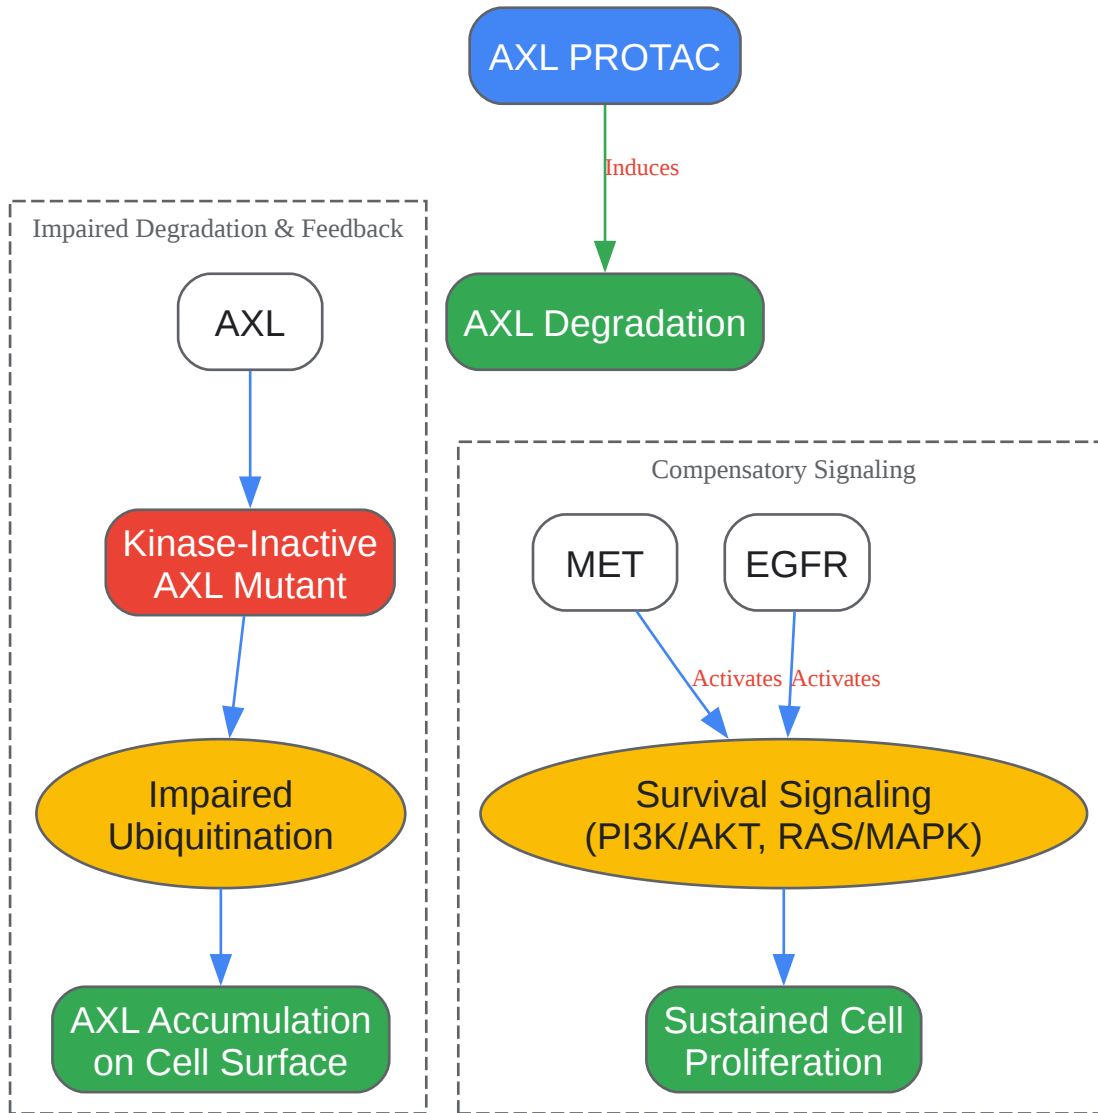 AXL PROTAC
Induces
AXL Degradation
Impaired Degradation & Feedback
AXL
Kinase-Inactive
AXL Mutant
Impaired
Ubiquitination
AXL Accumulation
on Cell Surface
Compensatory Signaling
MET
EGFR
Activates
Activates
Survival Signaling
(PI3K/AKT, RAS/MAPK)
Sustained Cell
Proliferation